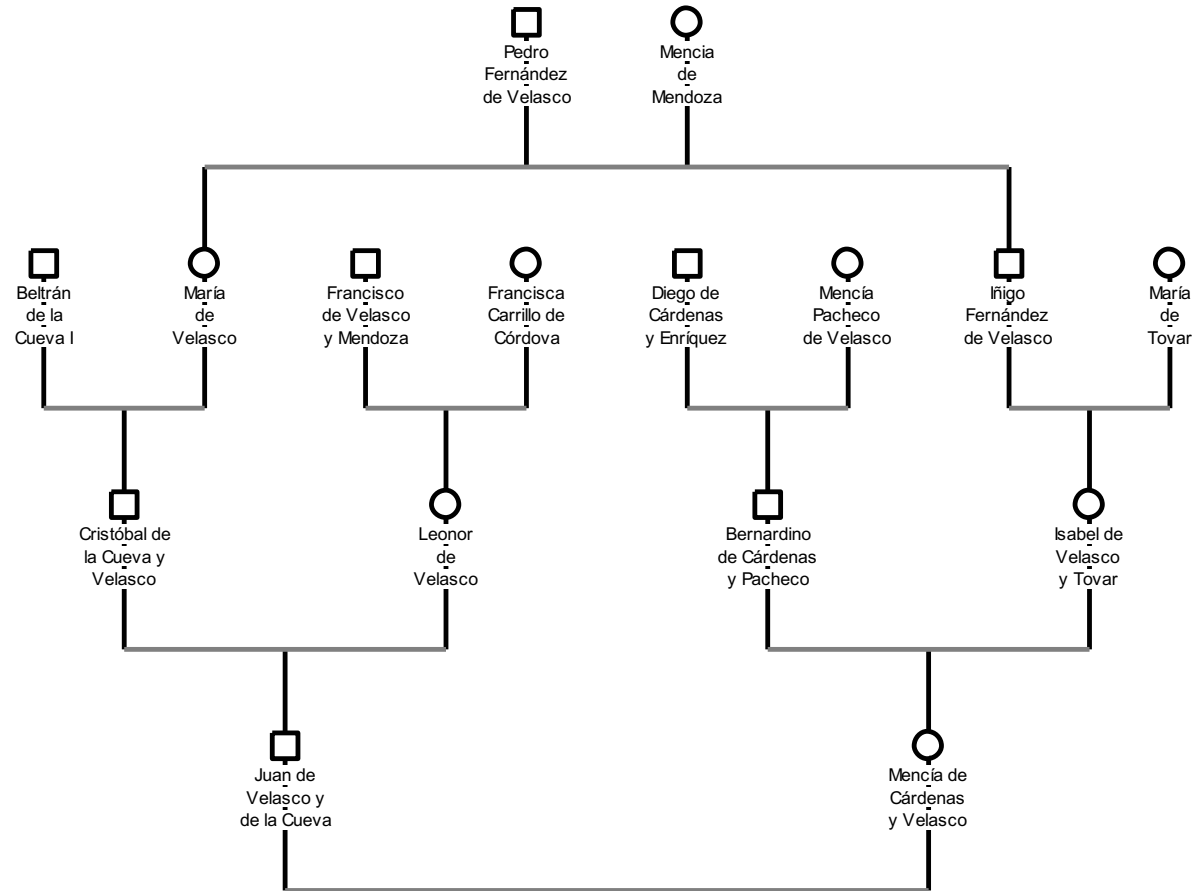 Pedro
Fernández
de Velasco
Mencia
de
Mendoza
Beltrán
de la
Cueva I
María
de
Velasco
Francisco
de Velasco
y Mendoza
Francisca
Carrillo de
Córdova
Diego de
Cárdenas
y Enríquez
Mencía
Pacheco
de Velasco
Iñigo
Fernández
de Velasco
María
de
Tovar
Cristóbal de
la Cueva y
Velasco
Leonor
de
Velasco
Bernardino
de Cárdenas
y Pacheco
Isabel de
Velasco
y Tovar
Juan de
Velasco y
de la Cueva
Mencía de
Cárdenas
y Velasco